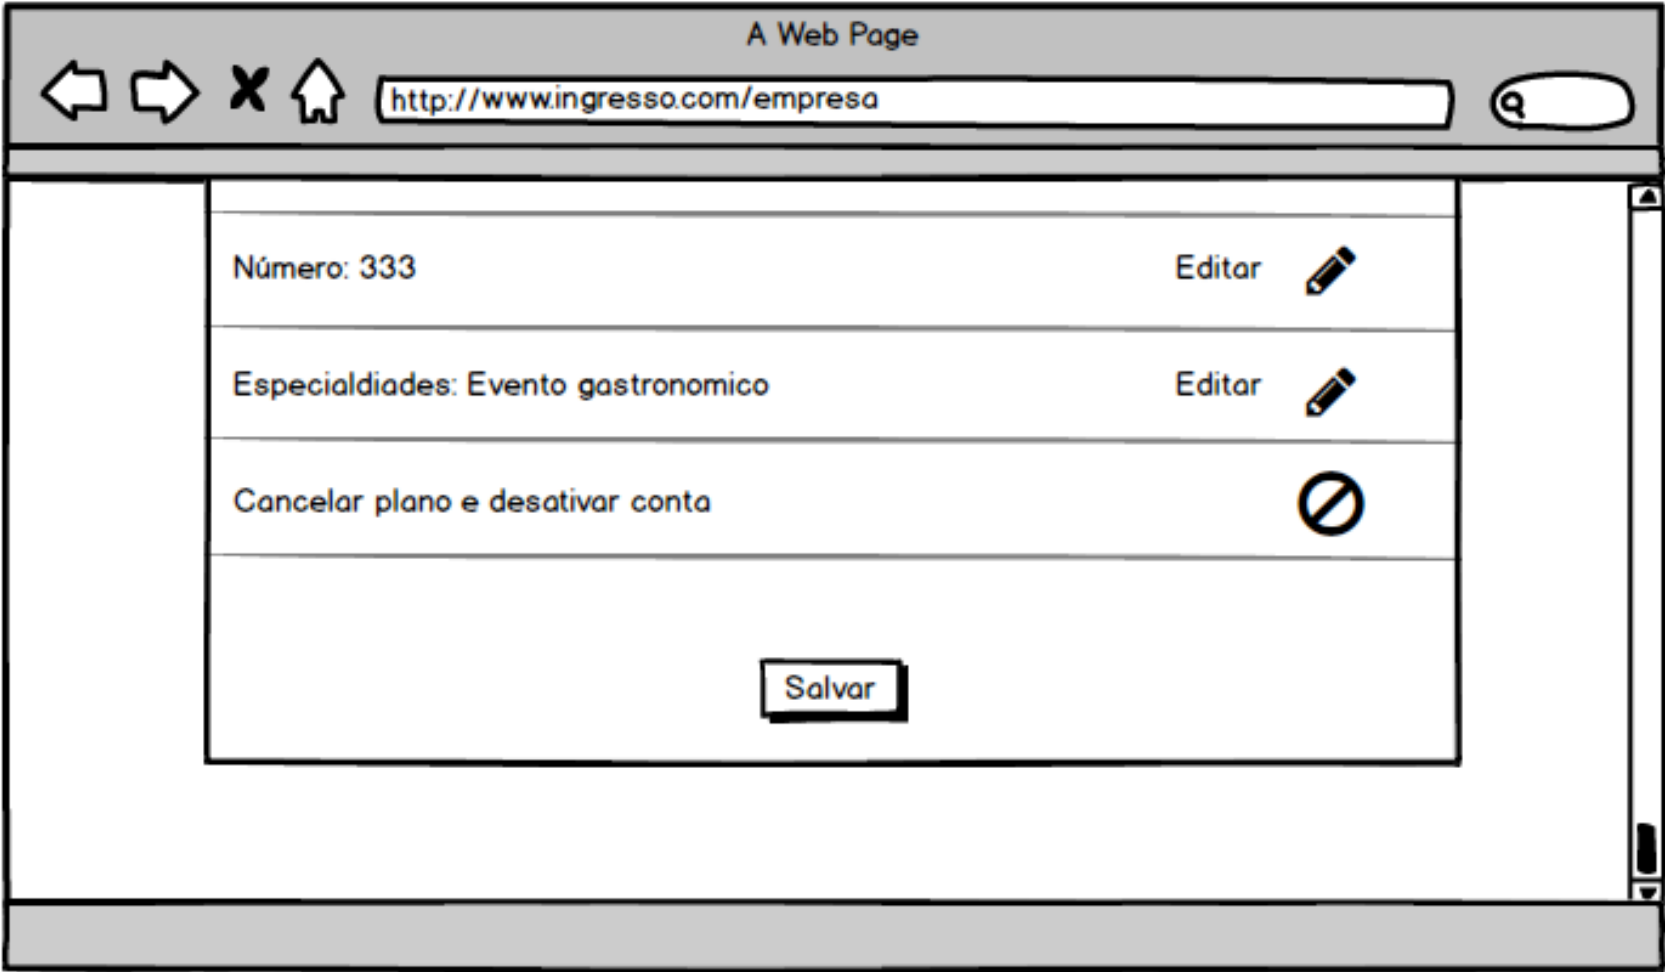 A Web Page
http://www.ingresso.com/empresa
Número: 333 Editar
Especialdiades: Evento gastronomico Editar
Cancelar plano e desativar conta
Salvar